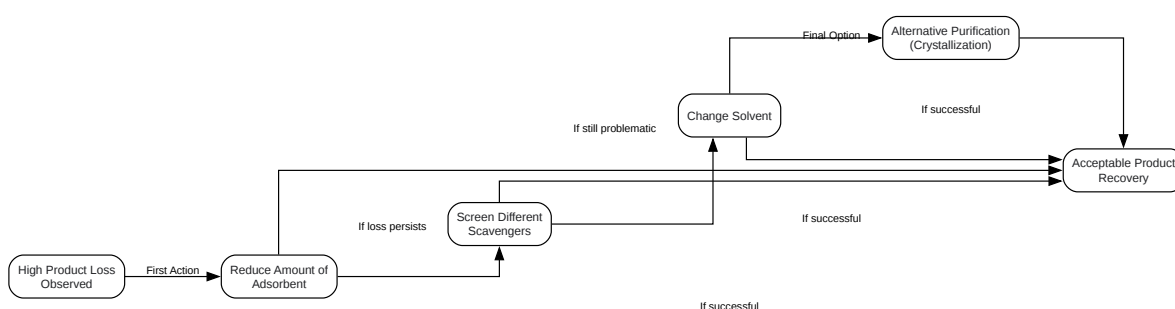 Final Option
Alternative Purification
(Crystallization)
Change Solvent
If successful
If still problematic
Acceptable Product
Recovery
Screen Different
Scavengers
If successful
If loss persists
High Product Loss
Observed
First Action
Reduce Amount of
Adsorbent
If successful